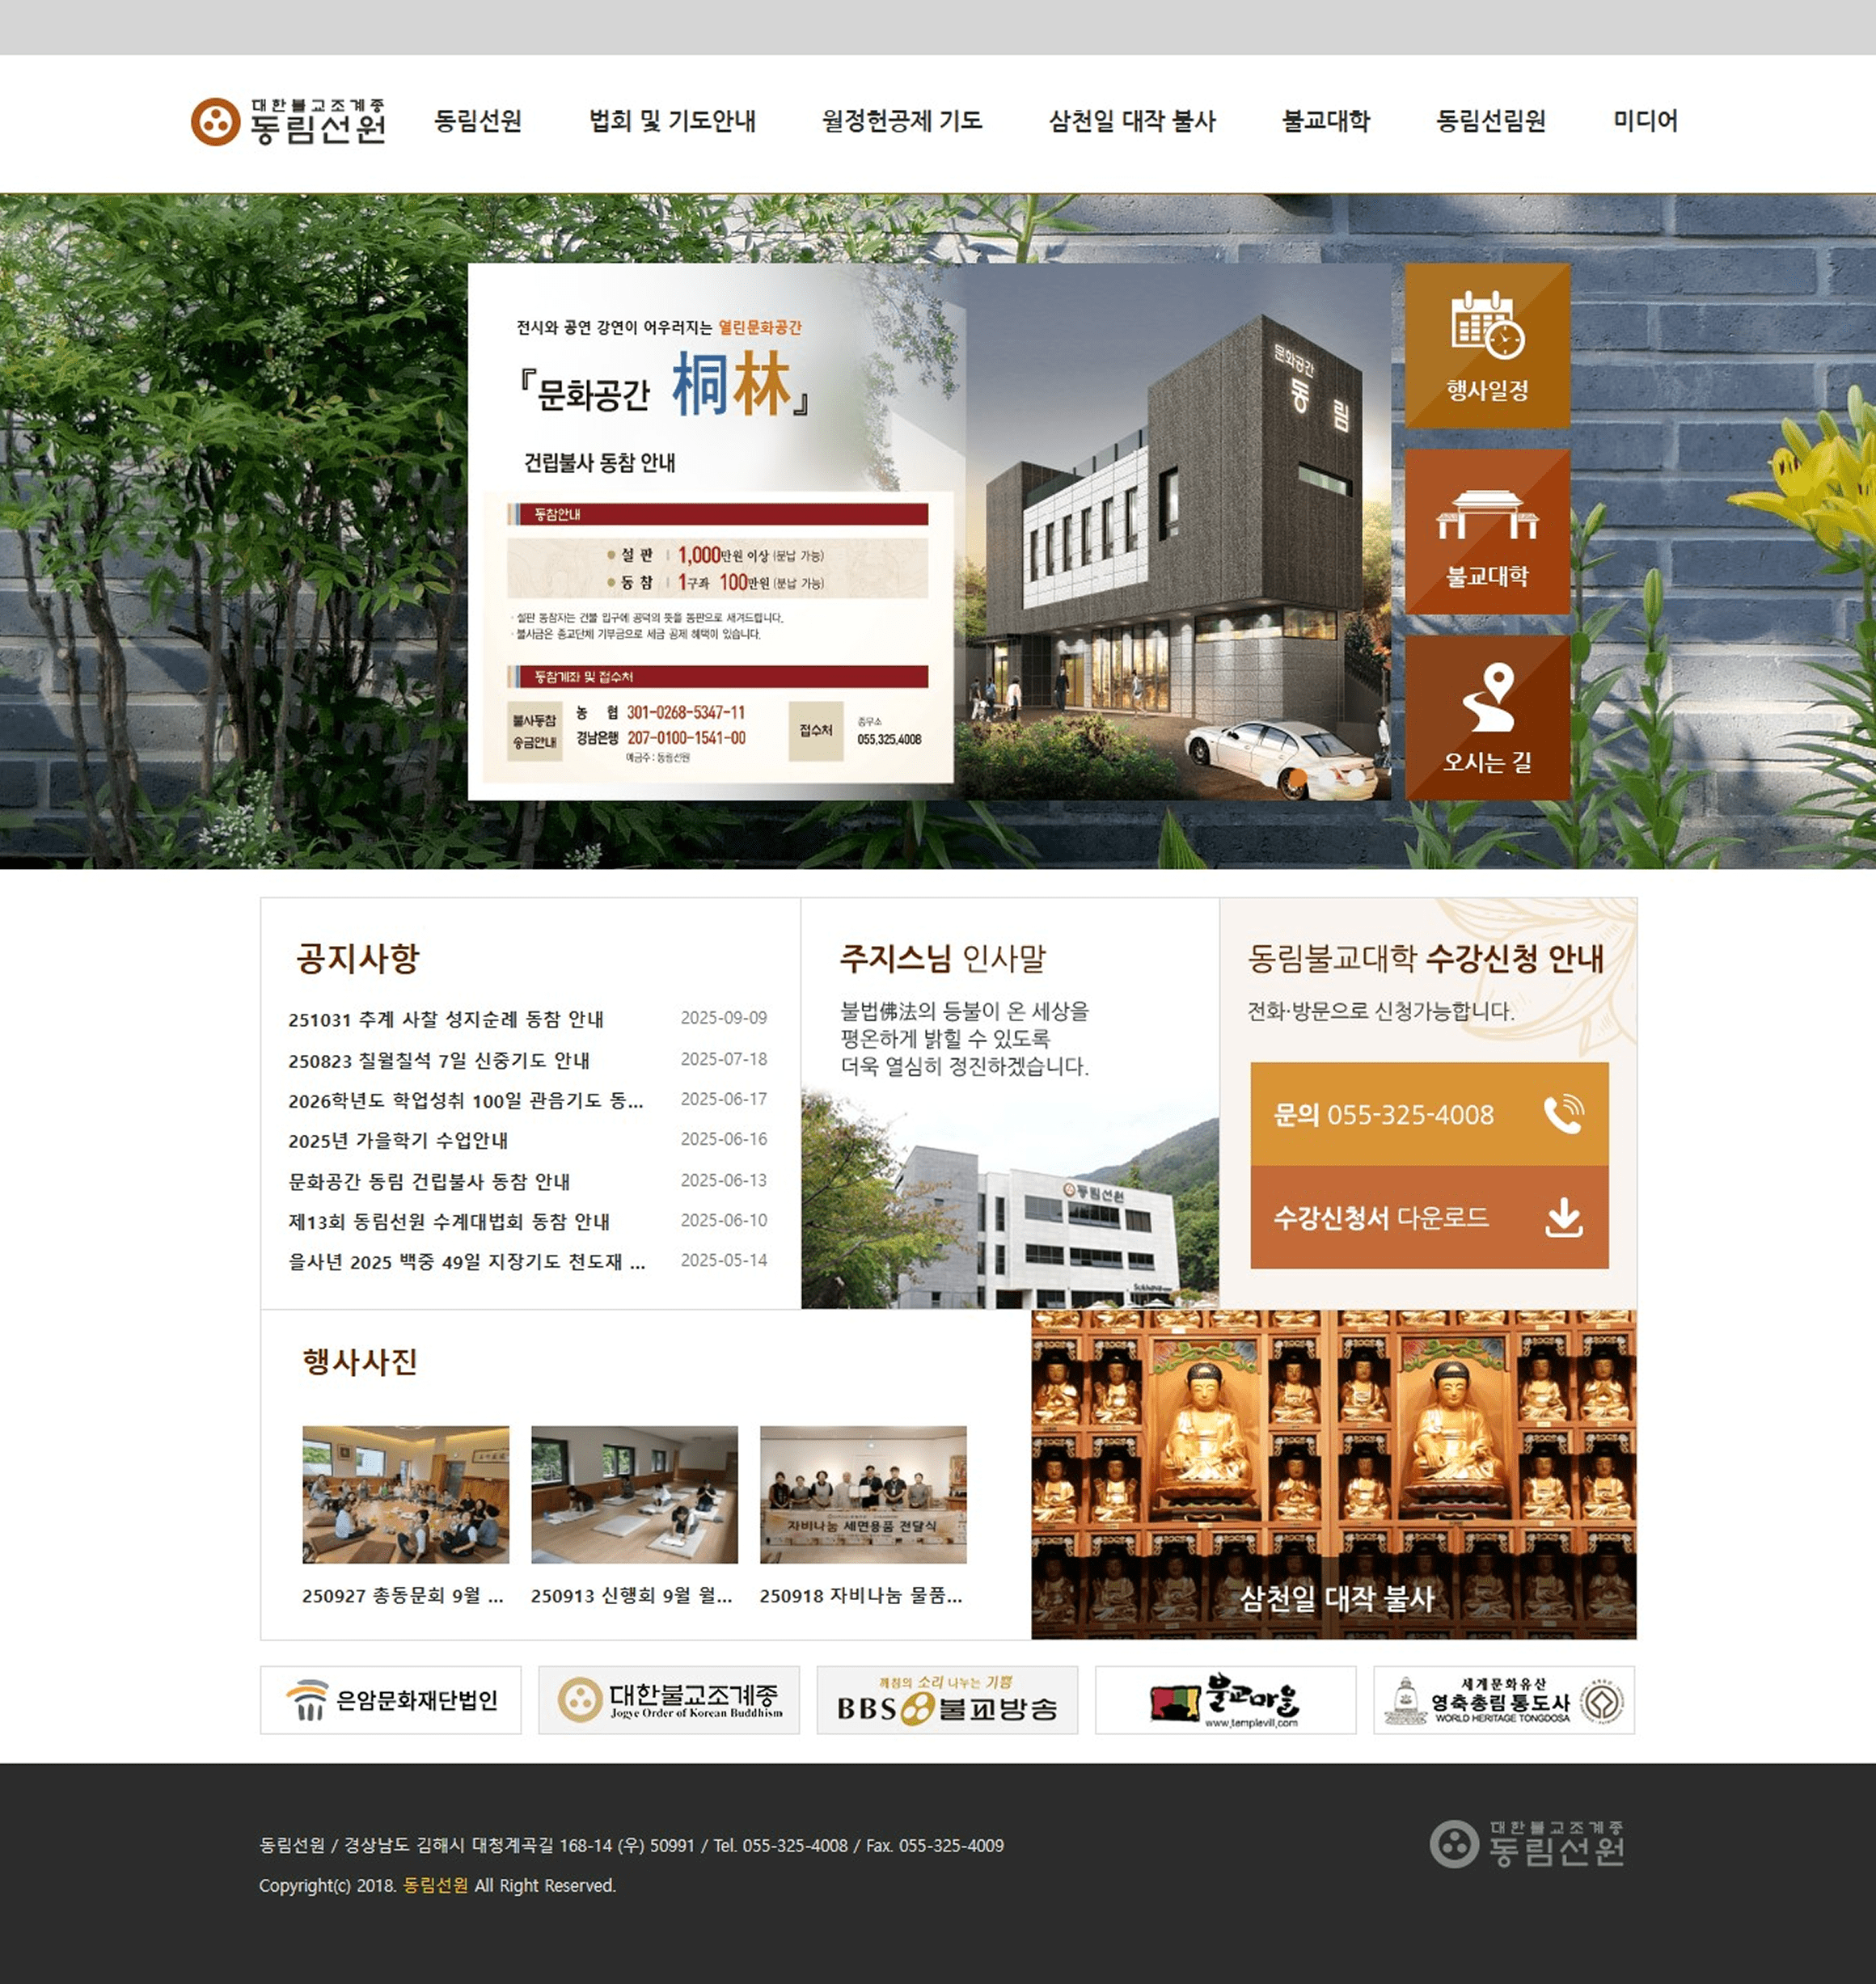 대한불교조계종
동림선원
동림선원 법회 및 기도안내 월정헌공제 기도 삼천일 대작 불사 불교대학 동림선림원 미디어
전시와 공연 강연이 어우러지는 열린문화공간
『문화공간 桐林』
건립불사 동참 안내
동참안내
설 판 | 1,000만원 이상 (분납 가능)
동 참 | 1구좌 100만원 (분납 가능)
· 설판 동참자는 건물 입구에 공덕의 뜻을 동판으로 새겨드립니다.
· 불사금은 종교단체 기부금으로 세금 공제 혜택이 있습니다.
동참계좌 및 접수처
불사동참
송금안내
농 협 301-0268-5347-11
경남은행 207-0100-1541-00
예금주 : 동림선원
접수처
종무소
055.325.4008
문화공간
동 림
행사일정
불교대학
오시는 길
공지사항
251031 추계 사찰 성지순례 동참 안내 2025-09-09
250823 칠월칠석 7일 신중기도 안내 2025-07-18
2026학년도 학업성취 100일 관음기도 동... 2025-06-17
2025년 가을학기 수업안내 2025-06-16
문화공간 동림 건립불사 동참 안내 2025-06-13
제13회 동림선원 수계대법회 동참 안내 2025-06-10
을사년 2025 백중 49일 지장기도 천도재 ... 2025-05-14
주지스님 인사말
불법佛法의 등불이 온 세상을
평온하게 밝힐 수 있도록
더욱 열심히 정진하겠습니다.
동림선원
동림불교대학 수강신청 안내
전화·방문으로 신청가능합니다.
문의 055-325-4008
수강신청서 다운로드
행사사진
자비나눔 세면용품 전달식
250927 총동문회 9월 ...
250913 신행회 9월 월...
250918 자비나눔 물품...
삼천일 대작 불사
은암문화재단법인
대한불교조계종
Jogye Order of Korean Buddhism
깨침의 소리 나누는 기쁨
BBS 불교방송
불교마을
www.templevill.com
세계문화유산
영축총림 통도사
WORLD HERITAGE TONGDOSA
동림선원 / 경상남도 김해시 대청계곡길 168-14 (우) 50991 / Tel. 055-325-4008 / Fax. 055-325-4009
Copyright(c) 2018. 동림선원 All Right Reserved.
대한불교조계종
동림선원